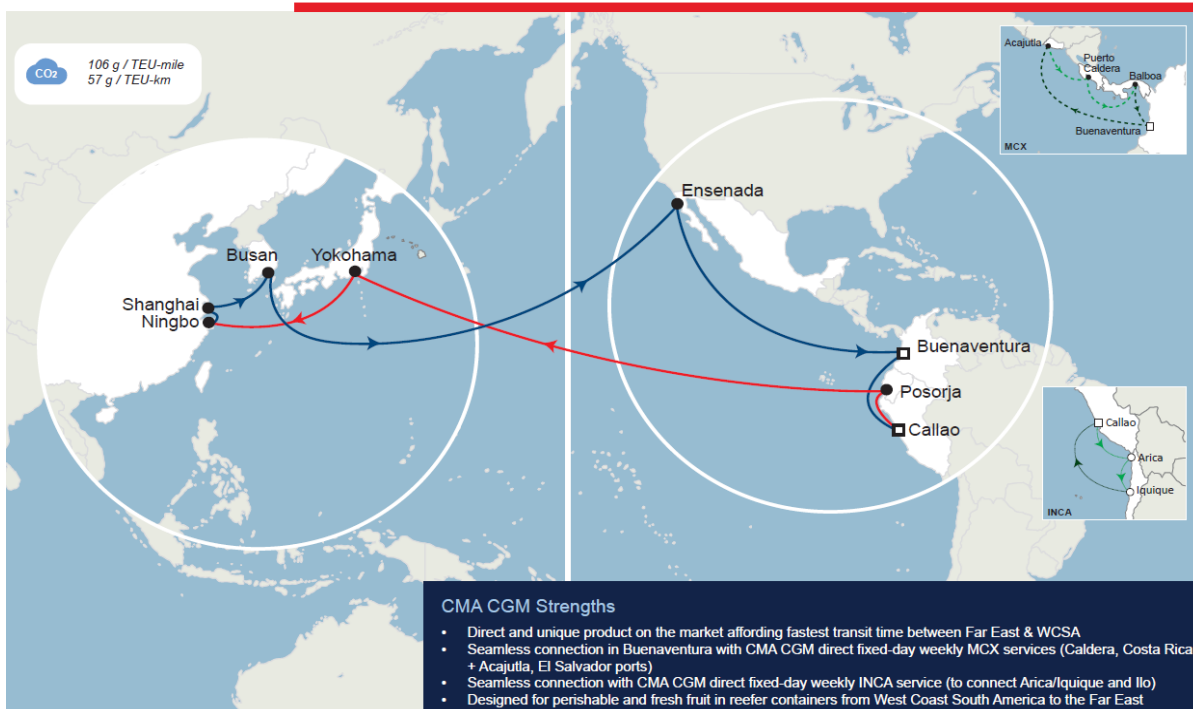 CO₂
106 g / TEU-mile
57 g / TEU-km
Acajutla
Puerto
Caldera
Balboa
Buenaventura
MCX
Ensenada
Busan
Yokohama
Shanghai
Ningbo
Buenaventura
Posorja
Callao
Callao
Arica
Iquique
INCA
CMA CGM Strengths
• Direct and unique product on the market affording fastest transit time between Far East & WCSA
• Seamless connection in Buenaventura with CMA CGM direct fixed-day weekly MCX services (Caldera, Costa Rica
+ Acajutla, El Salvador ports)
• Seamless connection with CMA CGM direct fixed-day weekly INCA service (to connect Arica/Iquique and Ilo)
• Designed for perishable and fresh fruit in reefer containers from West Coast South America to the Far East